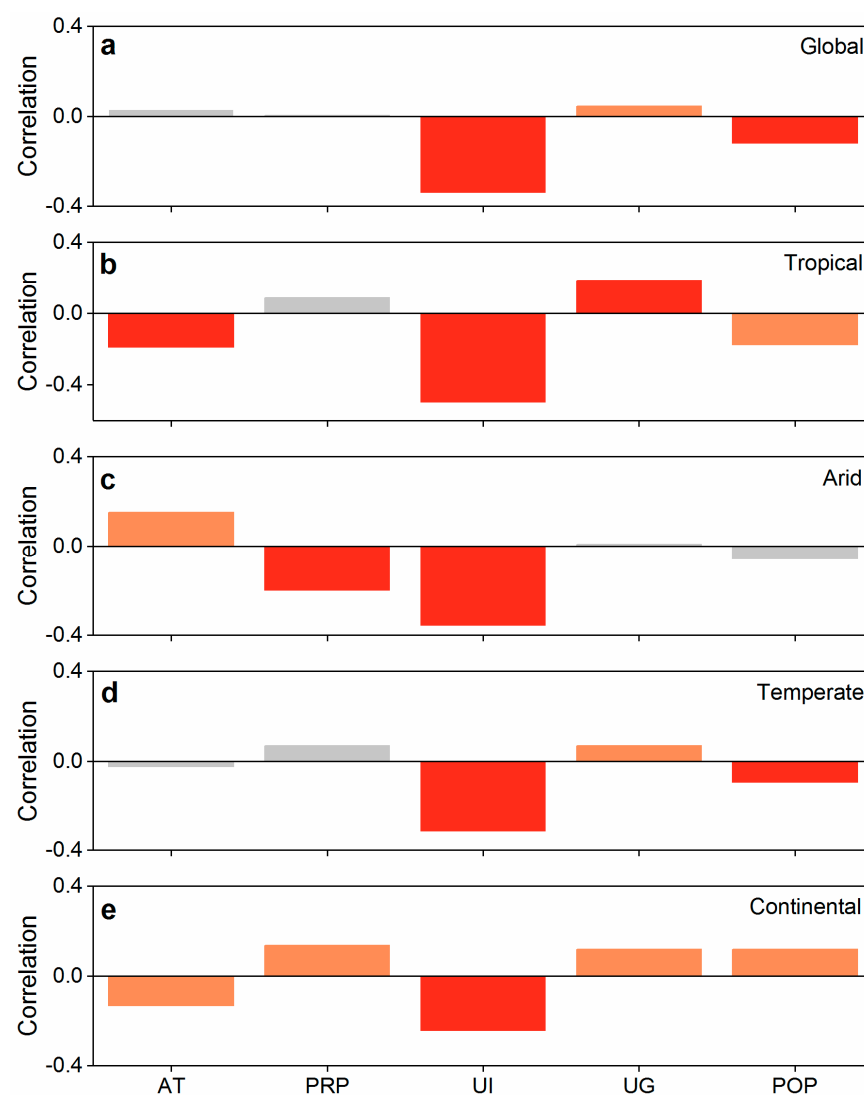 a
Global
Correlation
0.4
0.0
-0.4
b
Tropical
Correlation
0.4
0.0
-0.4
c
Arid
Correlation
0.4
0.0
-0.4
d
Temperate
Correlation
0.4
0.0
-0.4
e
Continental
Correlation
0.4
0.0
-0.4
AT PRP UI UG POP